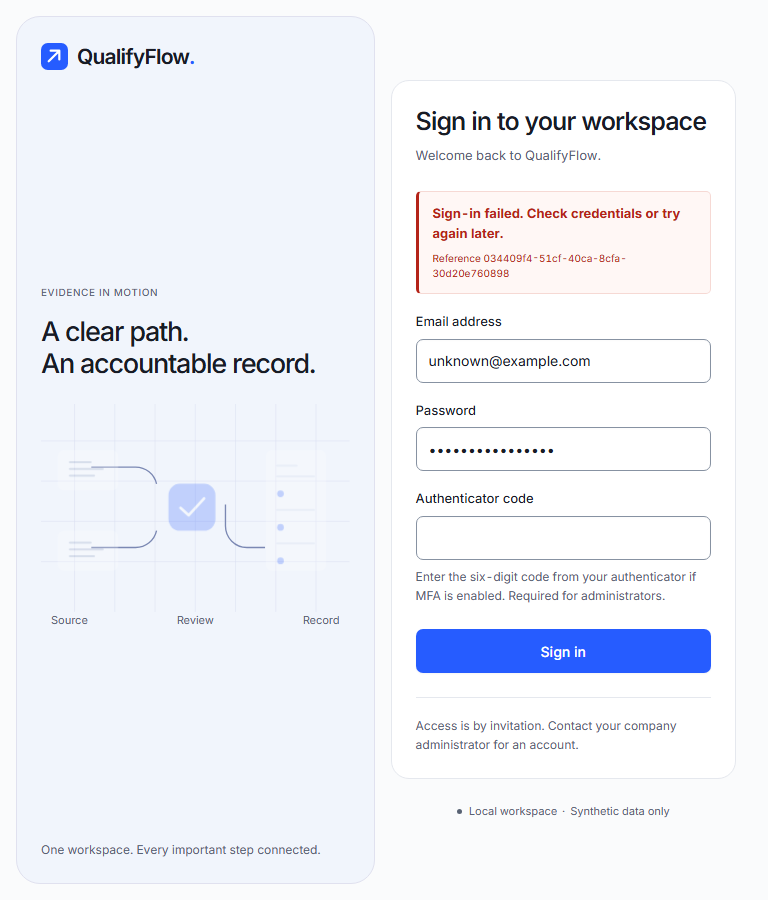 QualifyFlow.
EVIDENCE IN MOTION
A clear path.
An accountable record.
Source
Review
Record
One workspace. Every important step connected.
Sign in to your workspace
Welcome back to QualifyFlow.
Sign-in failed. Check credentials or try
again later.
Reference 034409f4-51cf-40ca-8cfa-
30d20e760898
Email address
unknown@example.com
Password
••••••••••••••••
Authenticator code
Enter the six-digit code from your authenticator if
MFA is enabled. Required for administrators.
Sign in
Access is by invitation. Contact your company
administrator for an account.
Local workspace · Synthetic data only